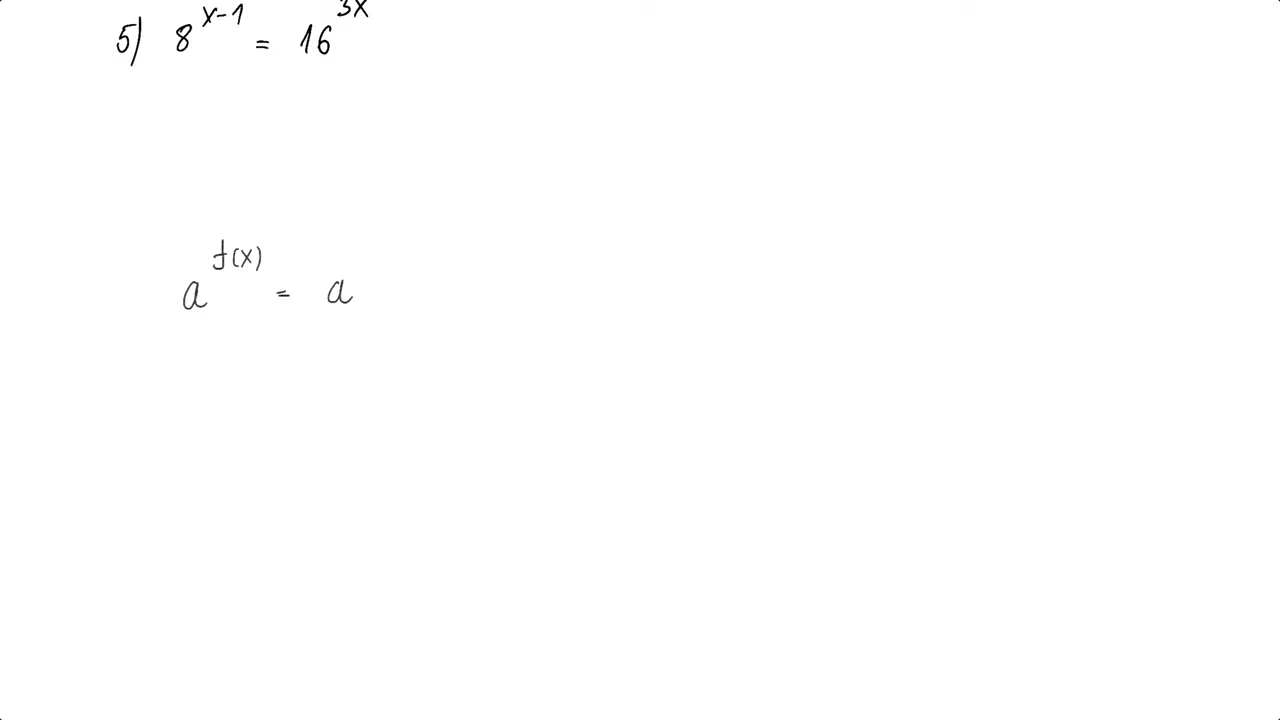 5) 8^{x-1} = 16^{3x}
a^{f(x)} = a